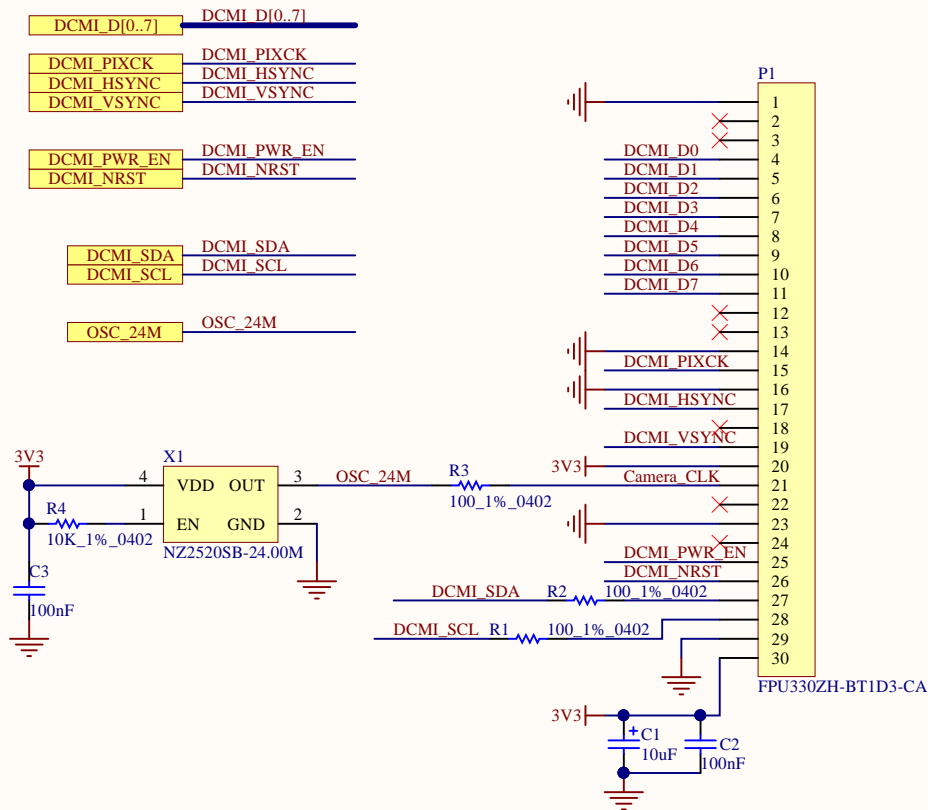 DCMI_D[0..7] DCMI_D[0..7]
DCMI_PIXCK DCMI_PIXCK
DCMI_HSYNC DCMI_HSYNC
DCMI_VSYNC DCMI_VSYNC
DCMI_PWR_EN DCMI_PWR_EN
DCMI_NRST DCMI_NRST
DCMI_SDA DCMI_SDA
DCMI_SCL DCMI_SCL
OSC_24M OSC_24M
P1
1
2
3
DCMI_D0 4
DCMI_D1 5
DCMI_D2 6
DCMI_D3 7
DCMI_D4 8
DCMI_D5 9
DCMI_D6 10
DCMI_D7 11
12
13
14
DCMI_PIXCK 15
16
DCMI_HSYNC 17
18
DCMI_VSYNC 19
3V3 20
Camera_CLK 21
22
23
24
DCMI_PWR_EN 25
DCMI_NRST 26
DCMI_SDA R2 100_1%_0402 27
28
DCMI_SCL R1 100_1%_0402 29
30
FPU330ZH-BT1D3-CA
3V3
X1
4 VDD OUT 3 OSC_24M R3
100_1%_0402
R4 1 EN GND 2
10K_1%_0402
NZ2520SB-24.00M
C3
100nF
3V3
+ C1
10uF
C2
100nF